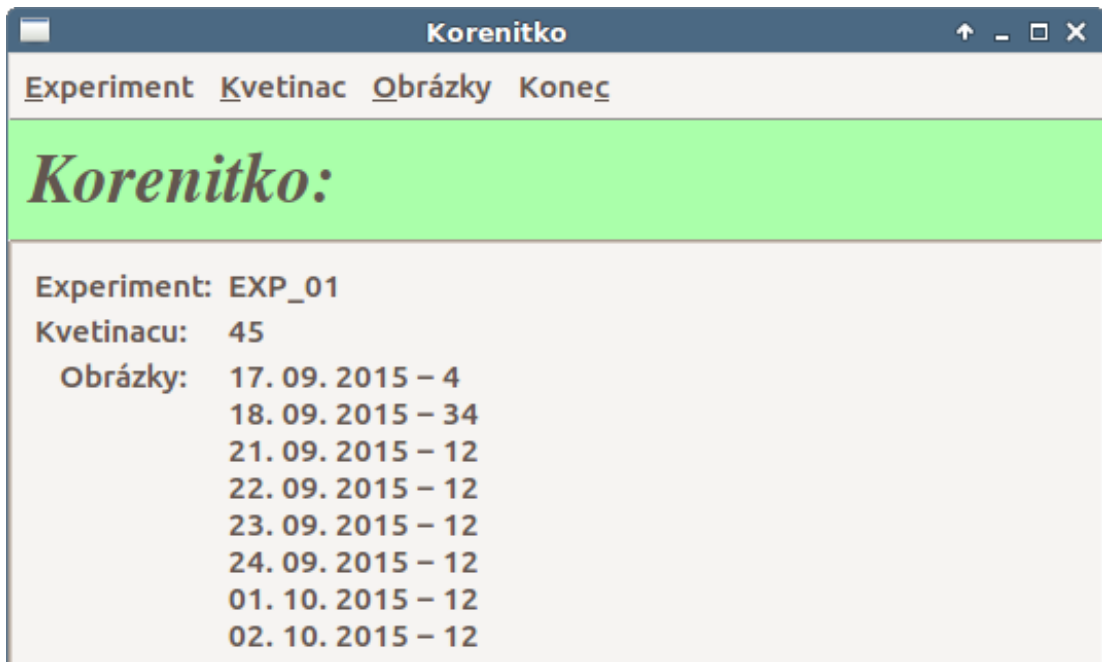 Korenitko
Experiment Kvetinac Obrázky Konec
Korenitko:
Experiment: EXP_01
Kvetinacu: 45
Obrázky: 17. 09. 2015 – 4
18. 09. 2015 – 34
21. 09. 2015 – 12
22. 09. 2015 – 12
23. 09. 2015 – 12
24. 09. 2015 – 12
01. 10. 2015 – 12
02. 10. 2015 – 12